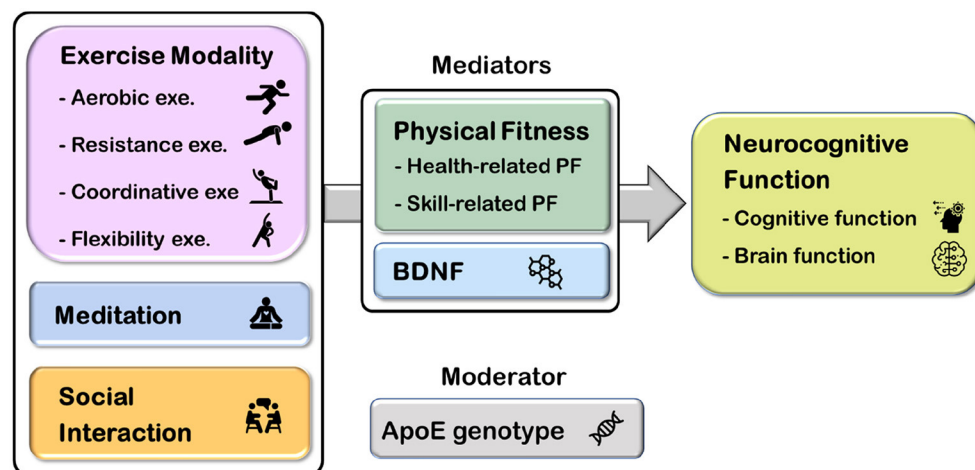 Exercise Modality
- Aerobic exe.
- Resistance exe.
- Coordinative exe
- Flexibility exe.
Meditation
Social
Interaction
Mediators
Physical Fitness
- Health-related PF
- Skill-related PF
BDNF
Moderator
ApoE genotype
Neurocognitive
Function
- Cognitive function
- Brain function